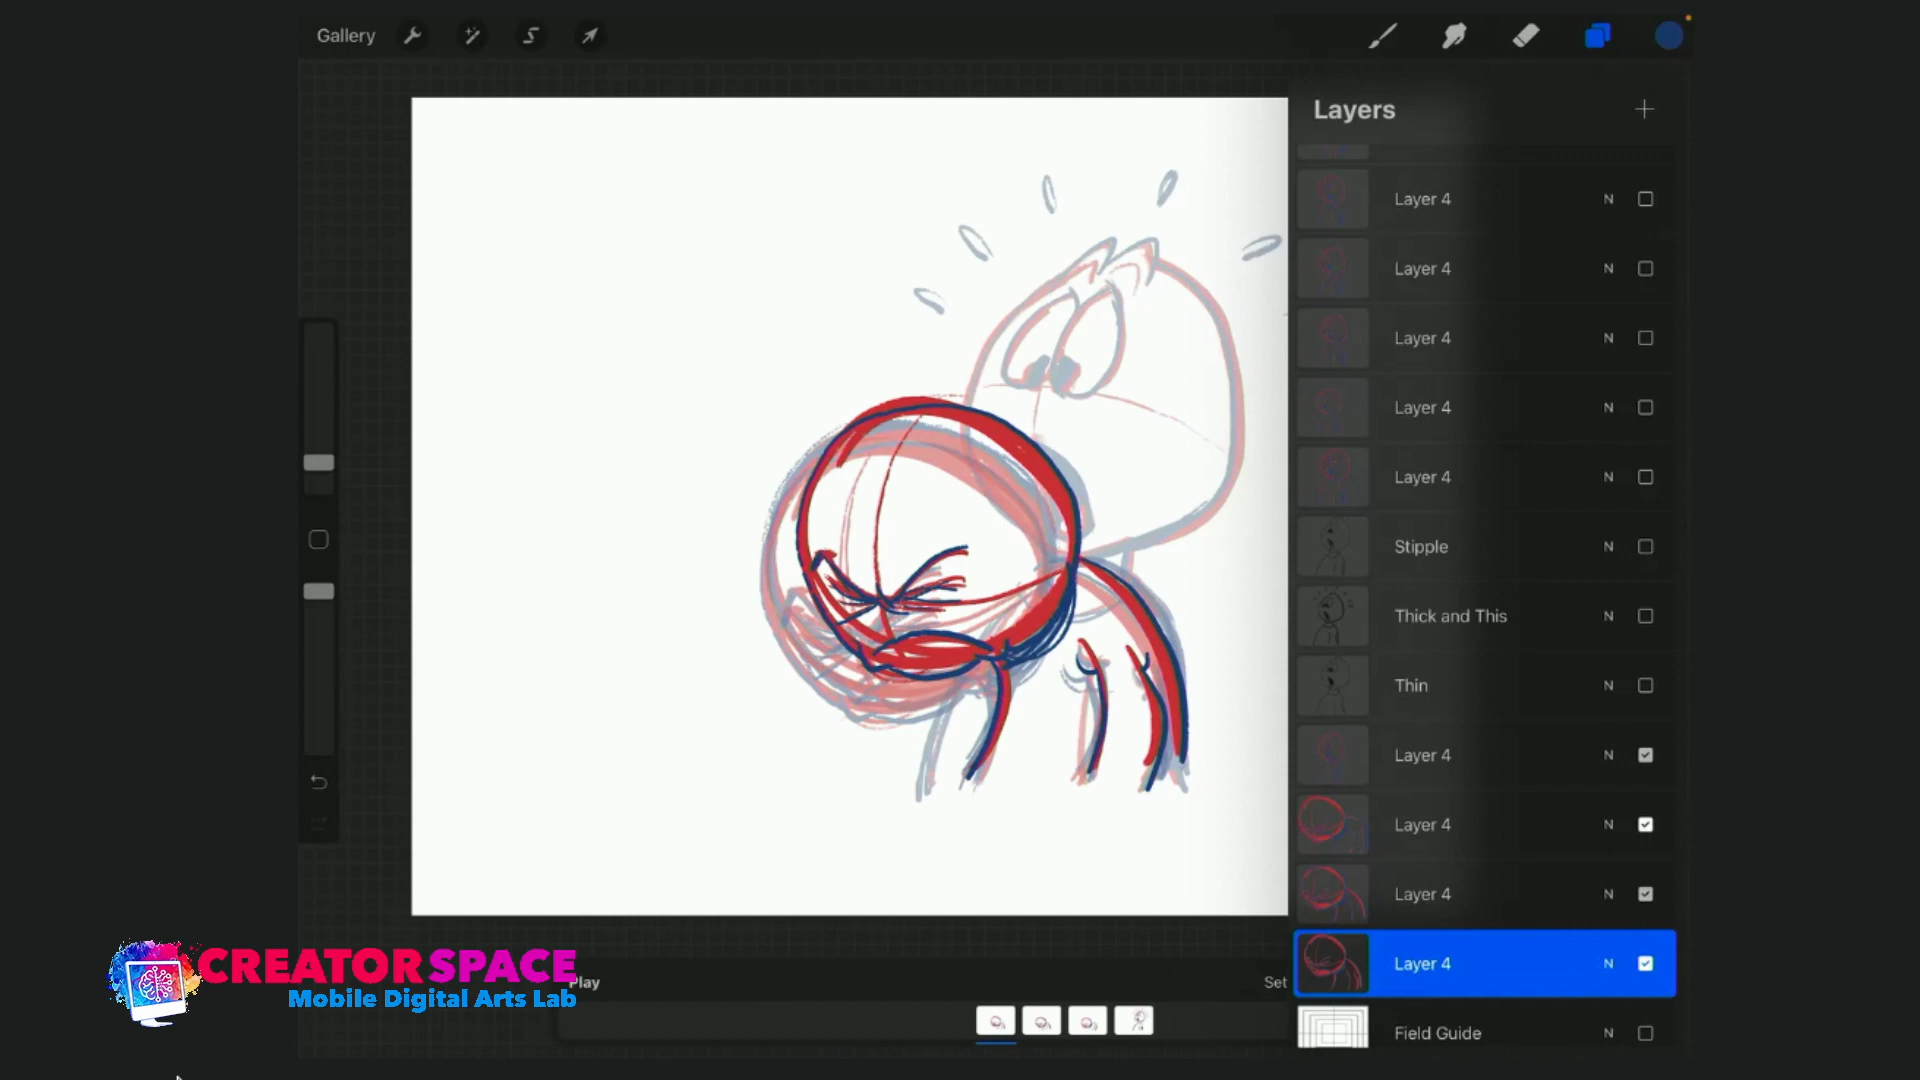 Gallery
Layers
Layer 4 N
Layer 4 N
Layer 4 N
Layer 4 N
Layer 4 N
Stipple N
Thick and This N
Thin N
Layer 4 N
Layer 4 N
Layer 4 N
Layer 4 N
Field Guide N
Play
Set
CREATORSPACE
Mobile Digital Arts Lab